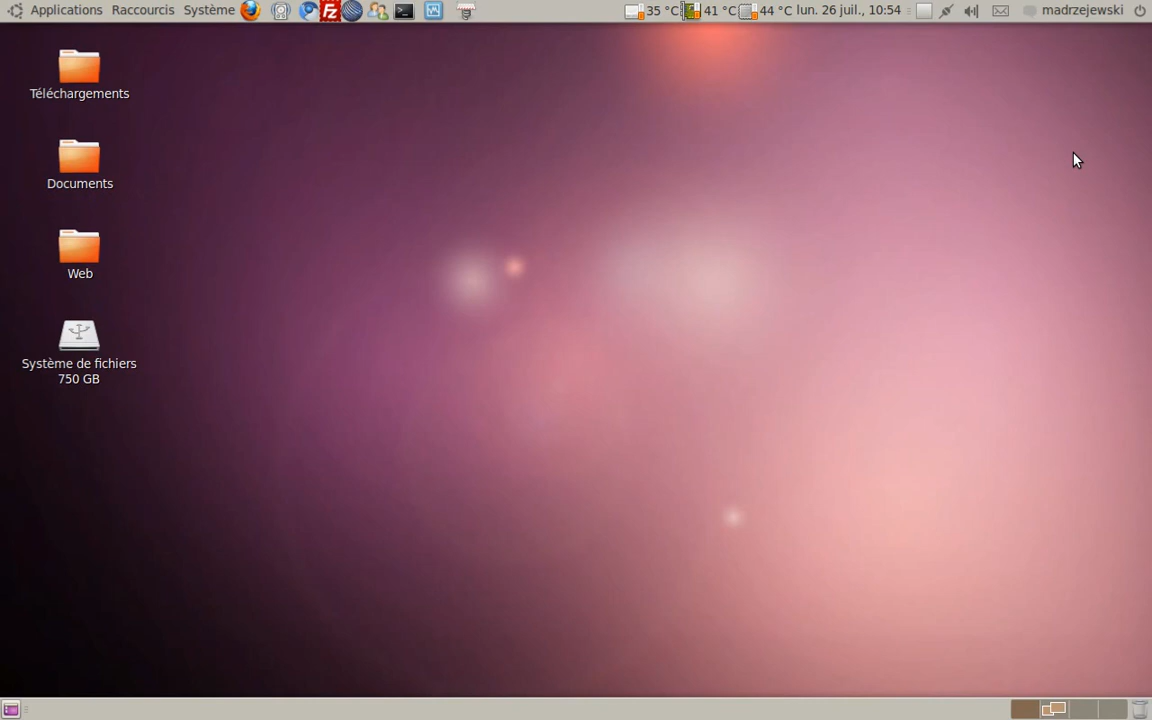 Applications Raccourcis Système Fz 35 °C 41 °C 44 °C lun. 26 juil., 10:54 madrzejewski
Téléchargements
Documents
Web
Système de fichiers
750 GB